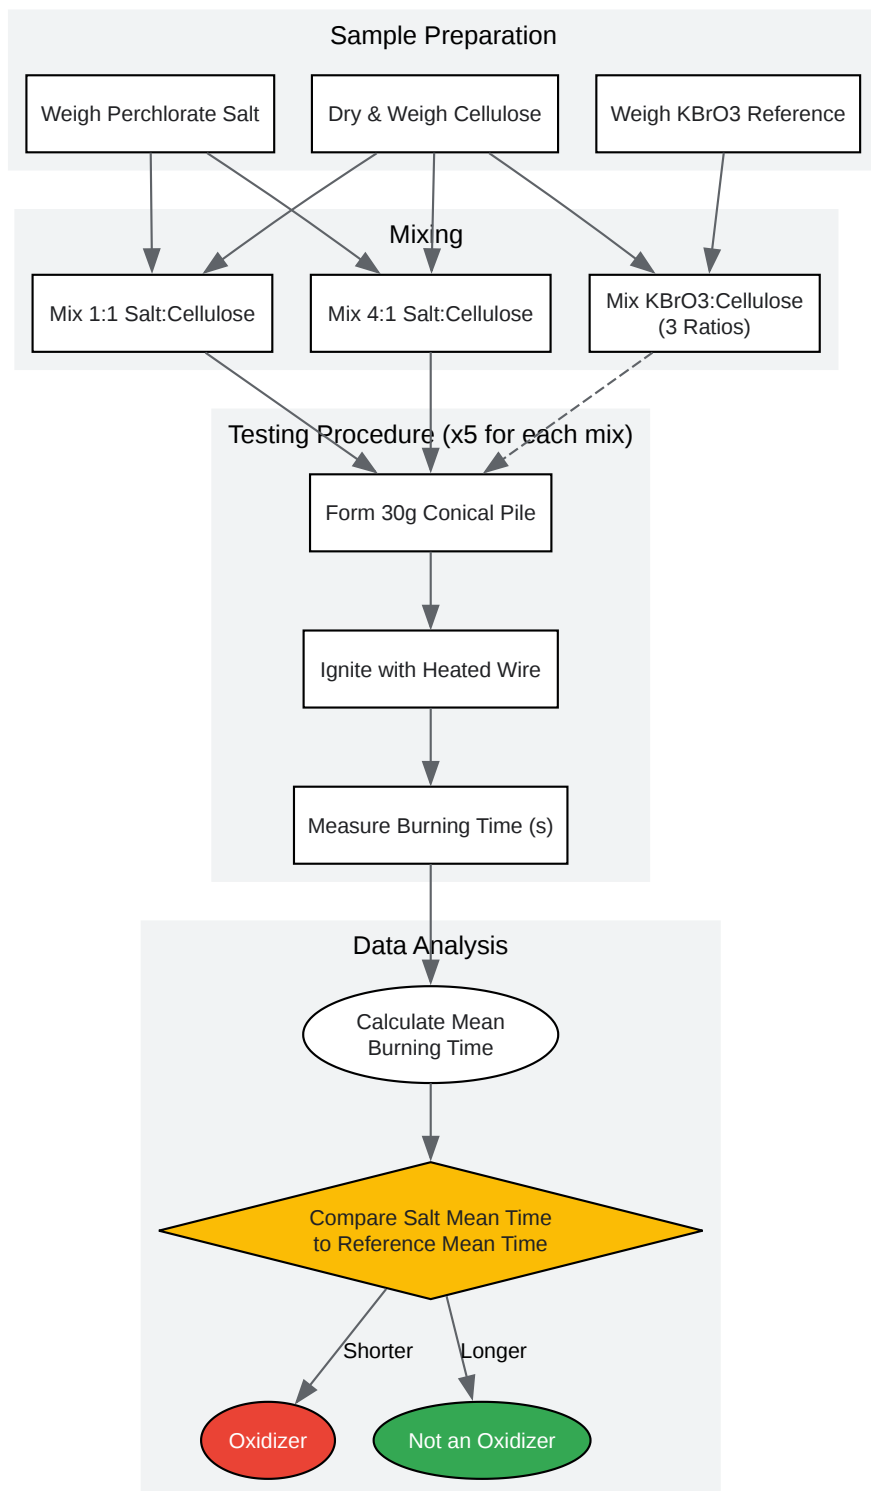 Sample Preparation
Weigh Perchlorate Salt
Dry & Weigh Cellulose
Weigh KBrO3 Reference
Mixing
Mix 1:1 Salt:Cellulose
Mix 4:1 Salt:Cellulose
Mix KBrO3:Cellulose
(3 Ratios)
Testing Procedure (x5 for each mix)
Form 30g Conical Pile
Ignite with Heated Wire
Measure Burning Time (s)
Data Analysis
Calculate Mean
Burning Time
Compare Salt Mean Time
to Reference Mean Time
Shorter
Longer
Oxidizer
Not an Oxidizer